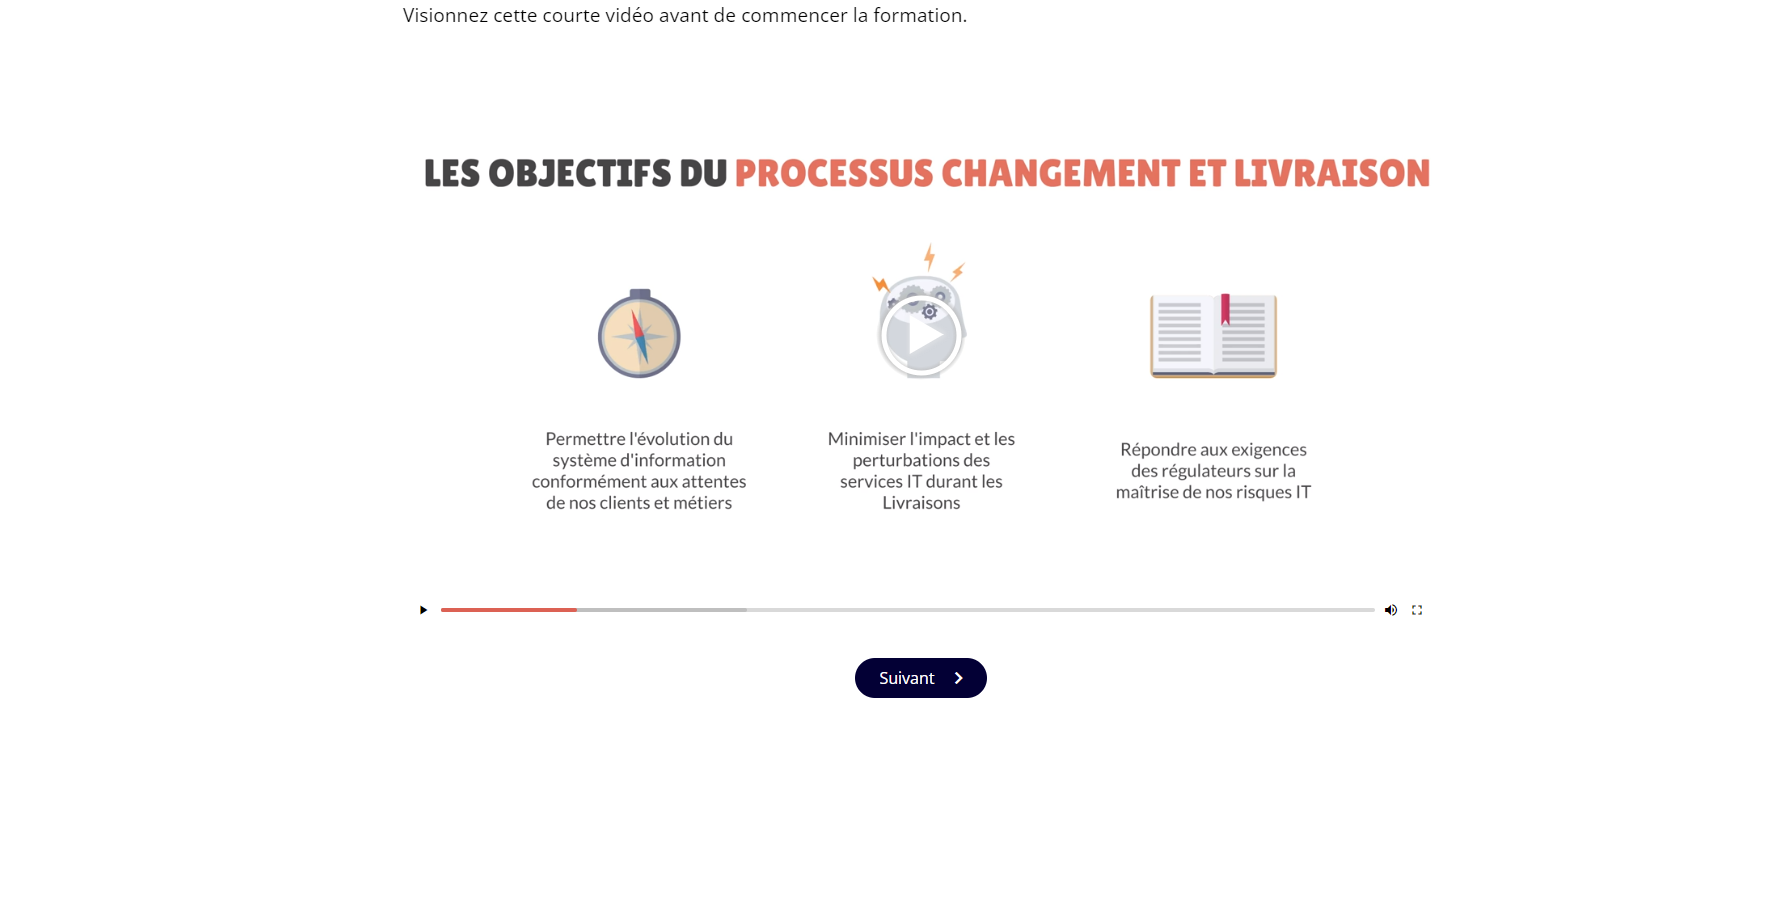 Visionnez cette courte vidéo avant de commencer la formation.
LES OBJECTIFS DU PROCESSUS CHANGEMENT ET LIVRAISON
Permettre l'évolution du
système d'information
conformément aux attentes
de nos clients et métiers
Minimiser l'impact et les
perturbations des
services IT durant les
Livraisons
Répondre aux exigences
des régulateurs sur la
maîtrise de nos risques IT
Suivant